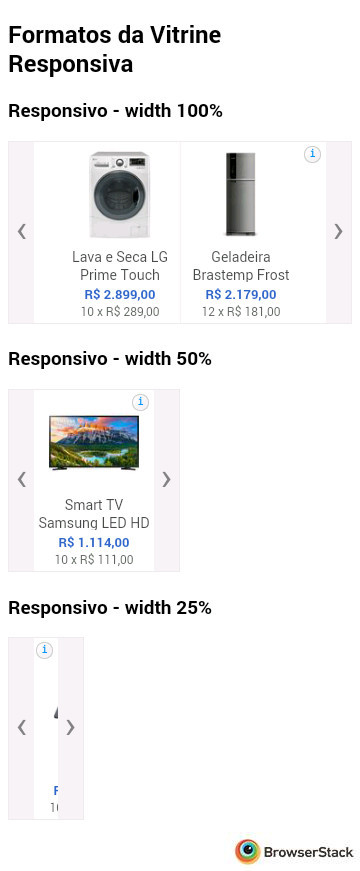 Formatos da Vitrine
Responsiva
Responsivo - width 100%
i
LG
Lava e Seca LG
Prime Touch
R$ 2.899,00
10 x R$ 289,00
Geladeira
Brastemp Frost
R$ 2.179,00
12 x R$ 181,00
Responsivo - width 50%
i
Smart TV
Samsung LED HD
R$ 1.114,00
10 x R$ 111,00
Responsivo - width 25%
i
BrowserStack